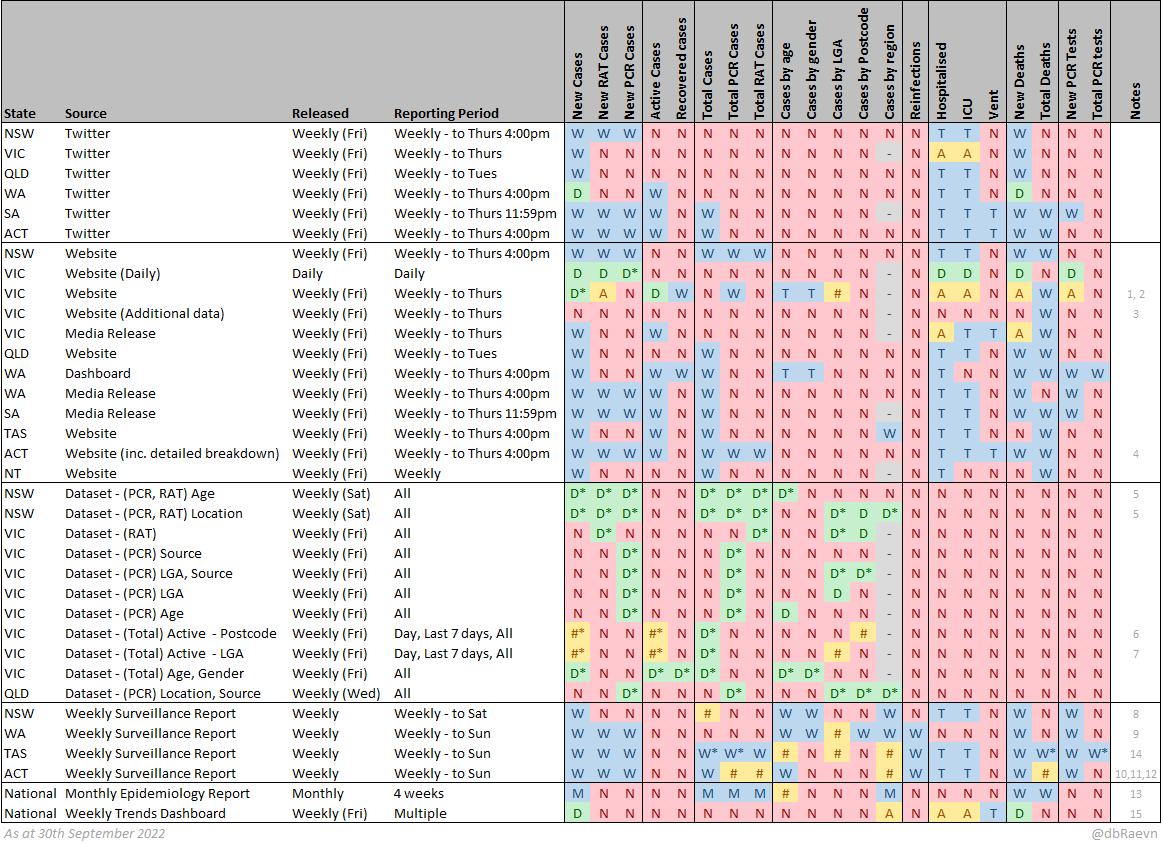 State Source Released Reporting Period New Cases New RAT Cases New PCR Cases Active Cases Recovered cases Total Cases Total PCR Cases Total RAT Cases Cases by age Cases by gender Cases by LGA Cases by Postcode Cases by region Reinfections Hospitalised ICU Vent New Deaths Total Deaths New PCR Tests Total PCR tests Notes
NSW Twitter Weekly (Fri) Weekly - to Thurs 4:00pm W W W N N N N N N N N N N N T T N W N N N
VIC Twitter Weekly (Fri) Weekly - to Thurs W N N N N N N N N N N N - N A A N W N N N
QLD Twitter Weekly (Fri) Weekly - to Tues W N N N N N N N N N N N N N T T N W N N N
WA Twitter Weekly (Fri) Weekly - to Thurs 4:00pm D N N W N N N N N N N N N N T T N D N N N
SA Twitter Weekly (Fri) Weekly - to Thurs 11:59pm W W W W N W N N N N N N - N T T T W W W N
ACT Twitter Weekly (Fri) Weekly - to Thurs 4:00pm W W W W N W N N N N N N N N T T T W W N N
NSW Website Weekly (Fri) Weekly - to Thurs 4:00pm W W W N N W W W N N N N N N T T N W W N N
VIC Website (Daily) Daily Daily D D D* N N N N N N N N N - N D D N D N D N
VIC Website Weekly (Fri) Weekly - to Thurs D* A N D W N W N T T # N - N A A N A W A N 1, 2
VIC Website (Additional data) Weekly (Fri) Weekly - to Thurs N N N N N N N N N N N N - N N N N N W N N 3
VIC Media Release Weekly (Fri) Weekly - to Thurs W N N W N N N N N N N N - N A T T A W N N
QLD Website Weekly (Fri) Weekly - to Tues W N N N N W N N N N N N N N T T N W W N N
WA Dashboard Weekly (Fri) Weekly - to Thurs 4:00pm W N N W W W N N T T N N N N T N N W W W W
WA Media Release Weekly (Fri) Weekly - to Thurs 4:00pm W W W W N W N N N N N N N N T T N W N W N
SA Media Release Weekly (Fri) Weekly - to Thurs 11:59pm W W W W N W N N N N N N - N T T N W W W N
TAS Website Weekly (Fri) Weekly - to Thurs 4:00pm W N N W N W N N N N N N W N T T N N W N N
ACT Website (inc. detailed breakdown) Weekly (Fri) Weekly - to Thurs 4:00pm W W W W N W W W N N N N N N T T T W W N N 4
NT Website Weekly (Fri) Weekly W N N N N W N N N N N N - N T N N N W N N
NSW Dataset - (PCR, RAT) Age Weekly (Sat) All D* D* D* N N D* D* D* D* N N N N N N N N N N N N 5
NSW Dataset - (PCR, RAT) Location Weekly (Sat) All D* D* D* N N D* D* D* N N D* D D* N N N N N N N N 5
VIC Dataset - (RAT) Weekly (Fri) All N D* N N N N N D* N N D* D - N N N N N N N N
VIC Dataset - (PCR) Source Weekly (Fri) All N N D* N N N D* N N N N N - N N N N N N N N
VIC Dataset - (PCR) LGA, Source Weekly (Fri) All N N D* N N N D* N N N D* D* - N N N N N N N N
VIC Dataset - (PCR) LGA Weekly (Fri) All N N D* N N N D* N N N D N - N N N N N N N N
VIC Dataset - (PCR) Age Weekly (Fri) All N N D* N N N D* N D N N N - N N N N N N N N
VIC Dataset - (Total) Active - Postcode Weekly (Fri) Day, Last 7 days, All #* N N #* N D* N N N N N # - N N N N N N N N 6
VIC Dataset - (Total) Active - LGA Weekly (Fri) Day, Last 7 days, All #* N N #* N D* N N N N # N - N N N N N N N N 7
VIC Dataset - (Total) Age, Gender Weekly (Fri) All D* N N D* D* D* N N D* D* N N - N N N N N N N N
QLD Dataset - (PCR) Location, Source Weekly (Wed) All N N D* N N N D* N N N D* D* D* N N N N N N N N
NSW Weekly Surveillance Report Weekly Weekly - to Sat W N N N N # N N W W N N W N T T N W N W N 8
WA Weekly Surveillance Report Weekly Weekly - to Sun W W W N N N N N W W # W W W N N N W N W N 9
TAS Weekly Surveillance Report Weekly Weekly - to Sun W W W N N W* W* W # N # N # W T T N W W* W W* 14
ACT Weekly Surveillance Report Weekly Weekly - to Sun W W W N N W # # W N N N # W T T N W # W N 10,11,12
National Monthly Epidemiology Report Monthly 4 weeks M N N N N M M M # N N N M N N N N W W N N 13
National Weekly Trends Dashboard Weekly (Fri) Multiple D N N N N N N N N N N N A N A A T D N N N 15
As at 30th September 2022 @dbRaevn